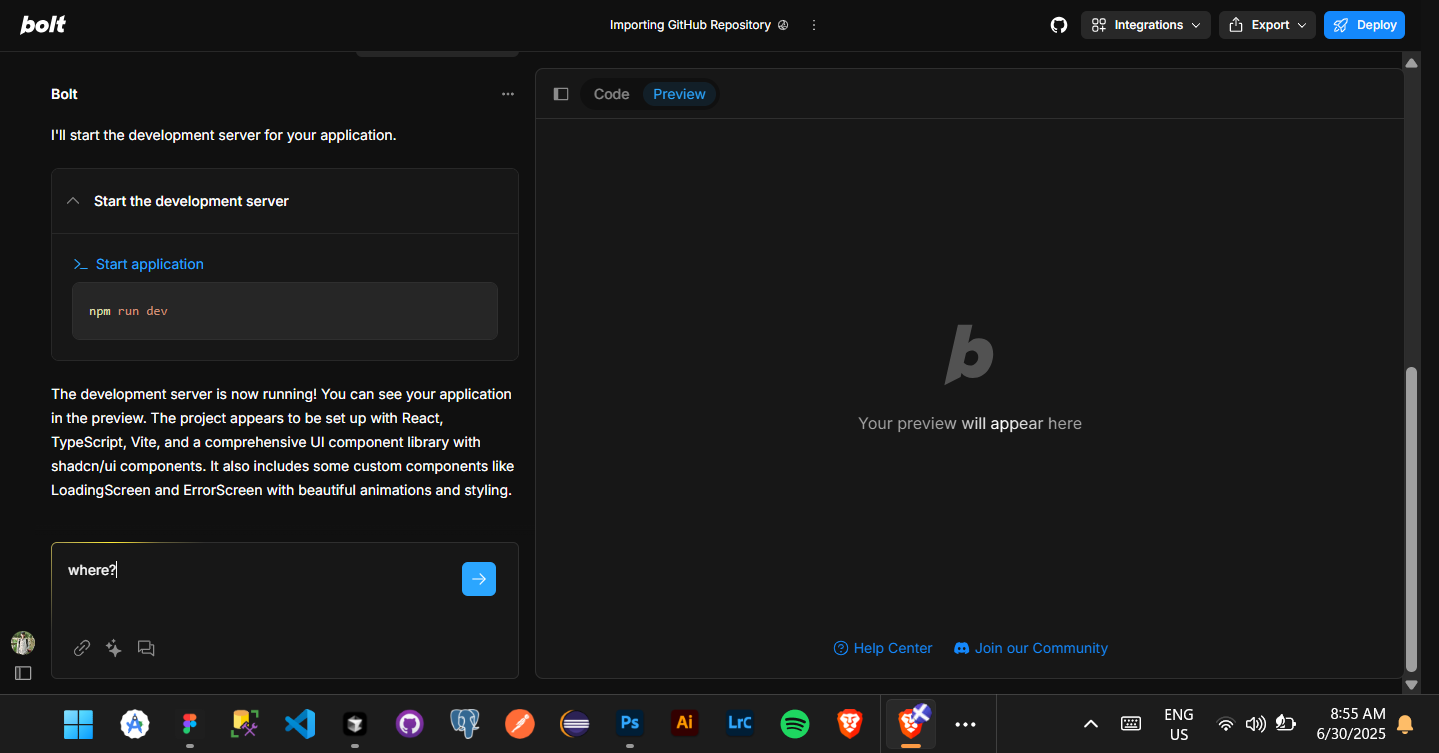 bolt
Importing GitHub Repository
Integrations
Export
Deploy
Bolt
I'll start the development server for your application.
Start the development server
Start application
npm run dev
The development server is now running! You can see your application
in the preview. The project appears to be set up with React,
TypeScript, Vite, and a comprehensive UI component library with
shadcn/ui components. It also includes some custom components like
LoadingScreen and ErrorScreen with beautiful animations and styling.
where?
Code
Preview
b
Your preview will appear here
Help Center
Join our Community
Ps
Ai
LrC
ENG
US
8:55 AM
6/30/2025